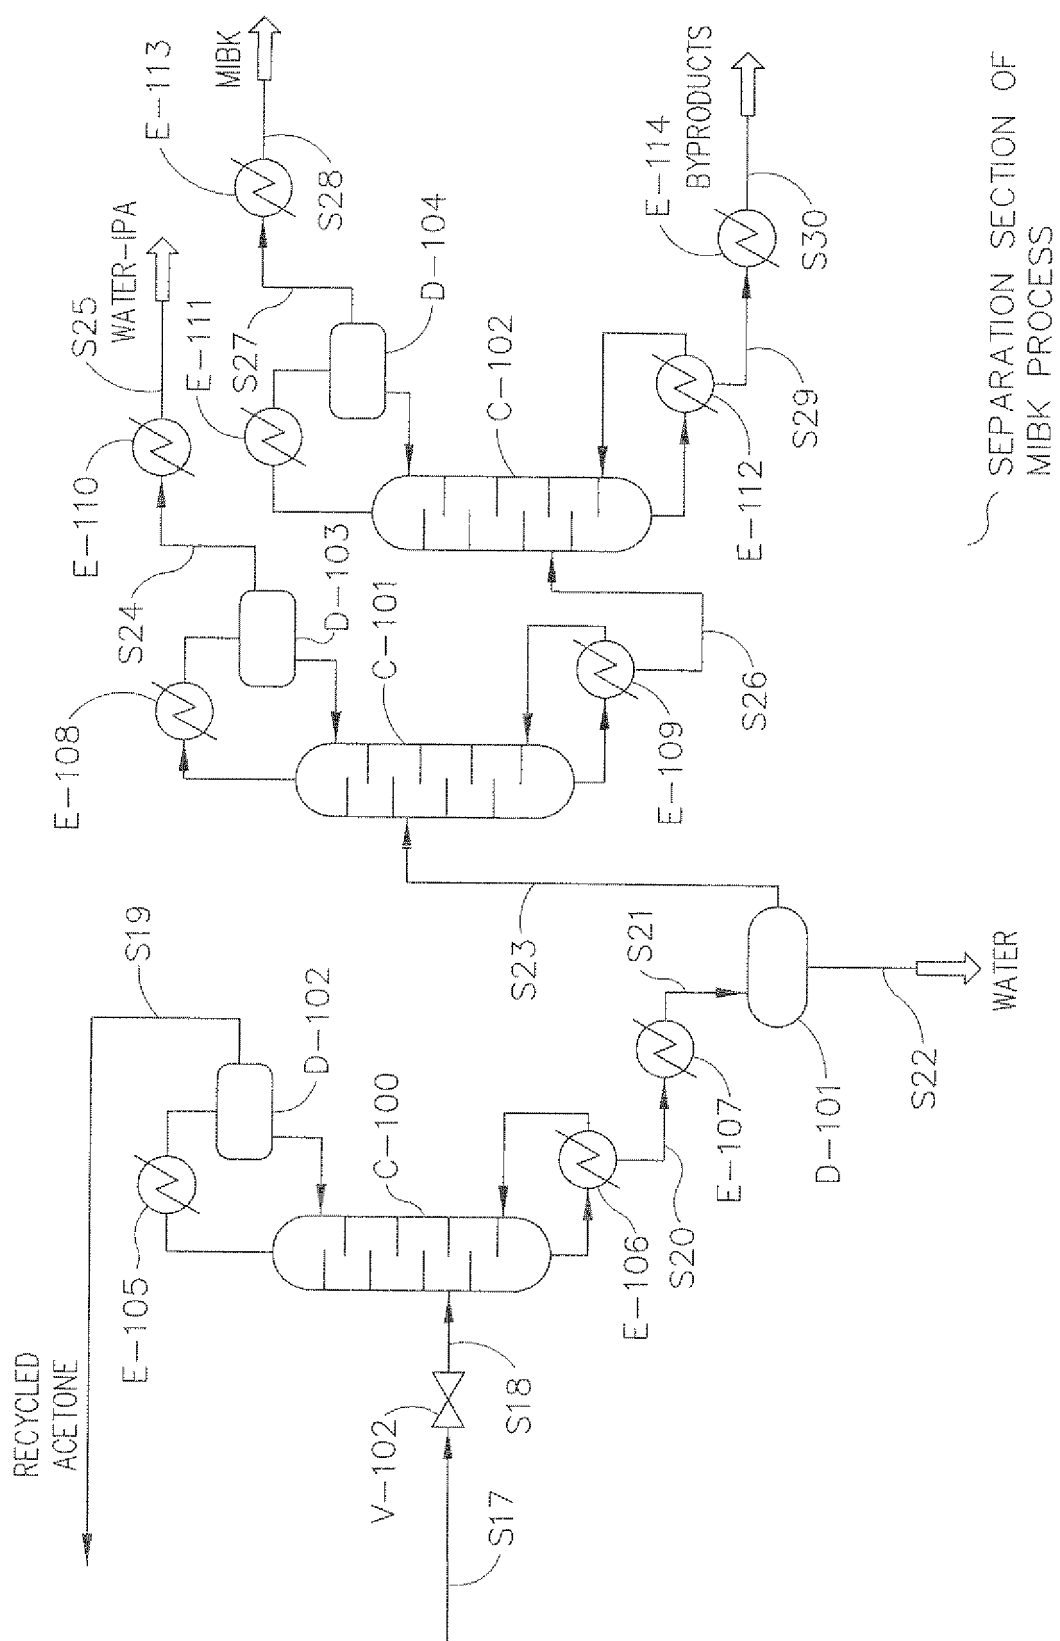 RECYCLED
ACETONE
S19
E-105
D-102
C-100
V-102
S17
S18
E-106
S20
E-107
S21
D-101
S22
WATER
S23
E-108
S24
D-103
C-101
E-109
S26
E-110
S25
WATER-IPA
E-111
S27
D-104
E-113
S28
MIBK
C-102
E-112
S29
E-114
S30
BYPRODUCTS
SEPARATION SECTION OF
MIBK PROCESS